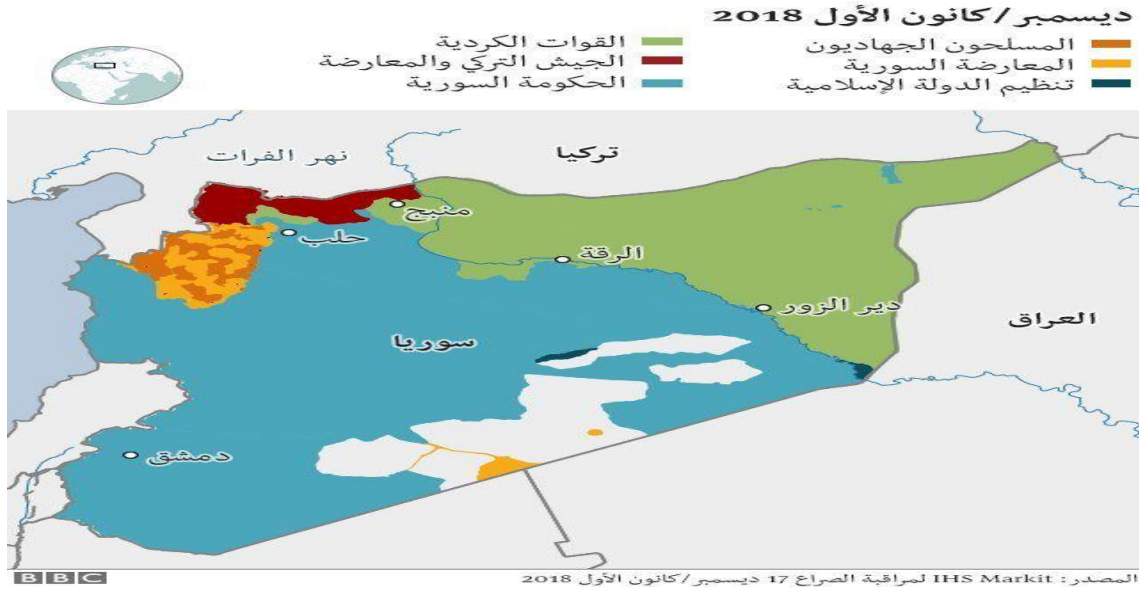 ديسمبر/كانون الأول 2018
المسلحون الجهاديون
المعارضة السورية
تنظيم الدولة الإسلامية
القوات الكردية
الجيش التركي والمعارضة
الحكومة السورية
نهر الفرات
تركيا
منبج
حلب
الرقة
دير الزور
العراق
سوريا
دمشق
المصدر: IHS Markit لمراقبة الصراع 17 ديسمبر/كانون الأول 2018
BBC